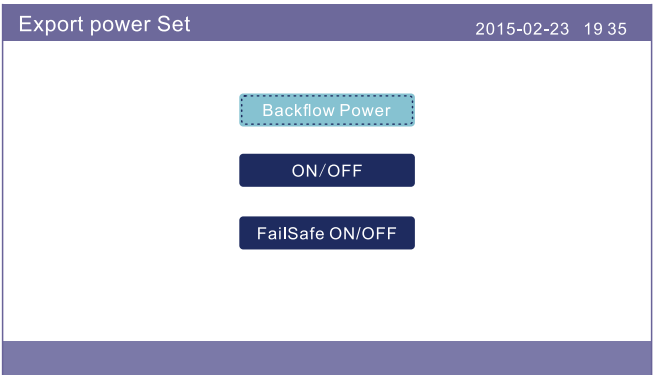 Export power Set
2015-02-23 19 35
Backflow Power
ON/OFF
FailSafe ON/OFF